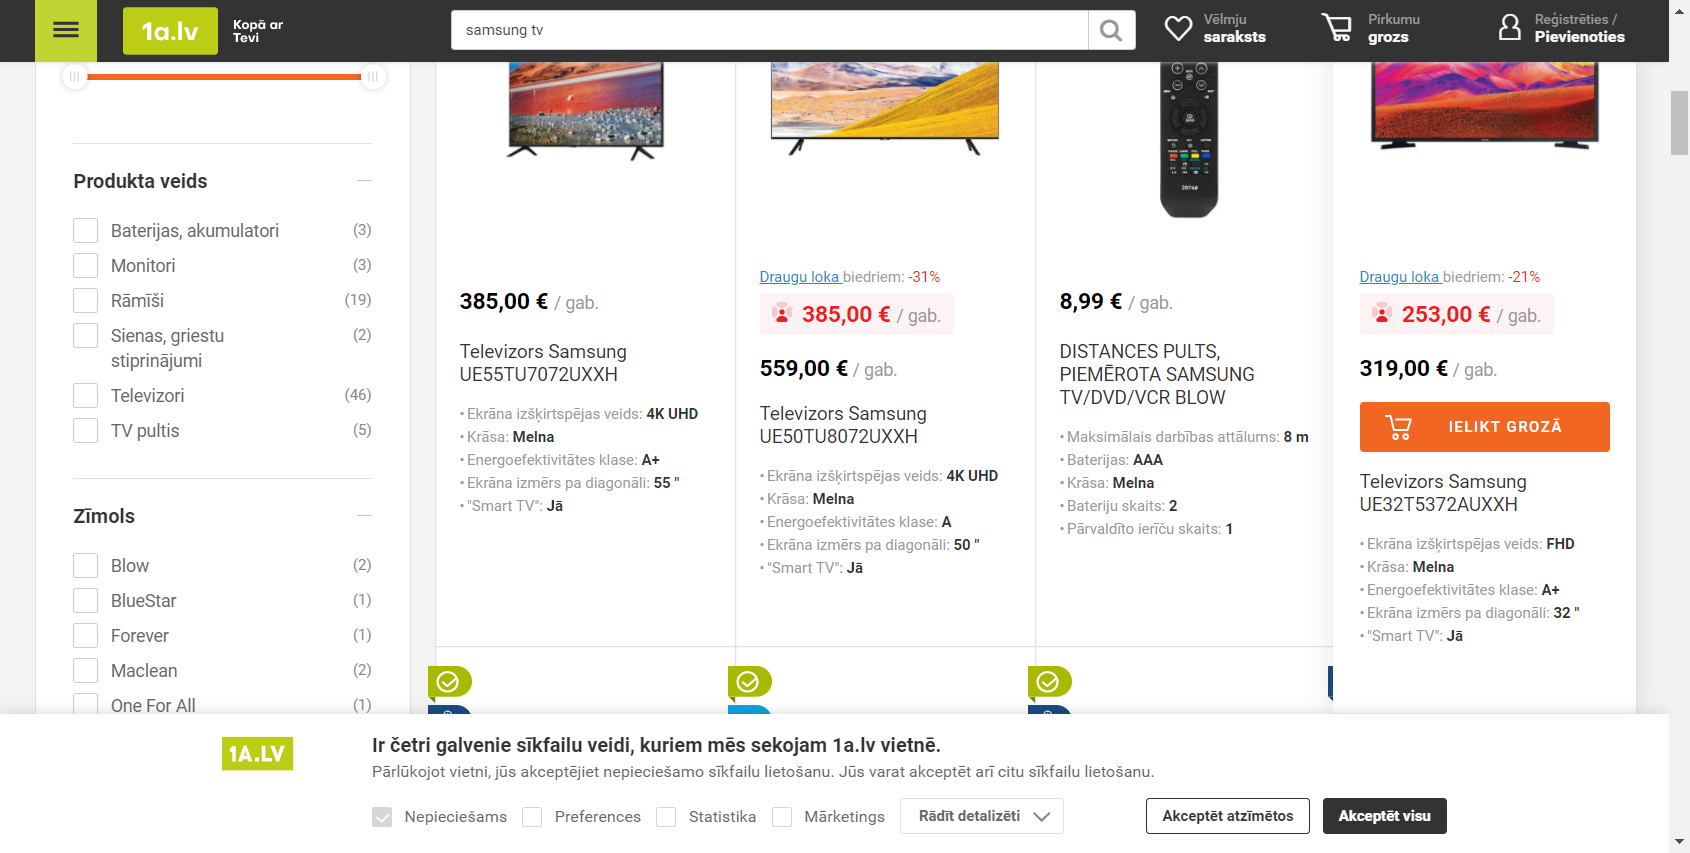 1a.lv
Kopā ar
Tevi
samsung tv
Vēlmju
saraksts
Pirkumu
grozs
Reģistrēties /
Pievienoties
Produkta veids
Baterijas, akumulatori (3)
Monitori (3)
Rāmīši (19)
Sienas, griestu (2)
stiprinājumi
Televizori (46)
TV pultis (5)
Zīmols
Blow (2)
BlueStar (1)
Forever (1)
Maclean (2)
One For All (1)
385,00 € / gab.
Televizors Samsung
UE55TU7072UXXH
• Ekrāna izšķirtspējas veids: 4K UHD
• Krāsa: Melna
• Energoefektivitātes klase: A+
• Ekrāna izmērs pa diagonāli: 55 "
• "Smart TV": Jā
Draugu loka biedriem: -31%
385,00 € / gab.
559,00 € / gab.
Televizors Samsung
UE50TU8072UXXH
• Ekrāna izšķirtspējas veids: 4K UHD
• Krāsa: Melna
• Energoefektivitātes klase: A
• Ekrāna izmērs pa diagonāli: 50 "
• "Smart TV": Jā
8,99 € / gab.
DISTANCES PULTS,
PIEMĒROTA SAMSUNG
TV/DVD/VCR BLOW
• Maksimālais darbības attālums: 8 m
• Baterijas: AAA
• Krāsa: Melna
• Bateriju skaits: 2
• Pārvaldīto ierīču skaits: 1
Draugu loka biedriem: -21%
253,00 € / gab.
319,00 € / gab.
IELIKT GROZĀ
Televizors Samsung
UE32T5372AUXXH
• Ekrāna izšķirtspējas veids: FHD
• Krāsa: Melna
• Energoefektivitātes klase: A+
• Ekrāna izmērs pa diagonāli: 32 "
• "Smart TV": Jā
1A.LV
Ir četri galvenie sīkfailu veidi, kuriem mēs sekojam 1a.lv vietnē.
Pārlūkojot vietni, jūs akceptējiet nepieciešamo sīkfailu lietošanu. Jūs varat akceptēt arī citu sīkfailu lietošanu.
Nepieciešams Preferences Statistika Mārketings Rādīt detalizēti Akceptēt atzīmētos Akceptēt visu